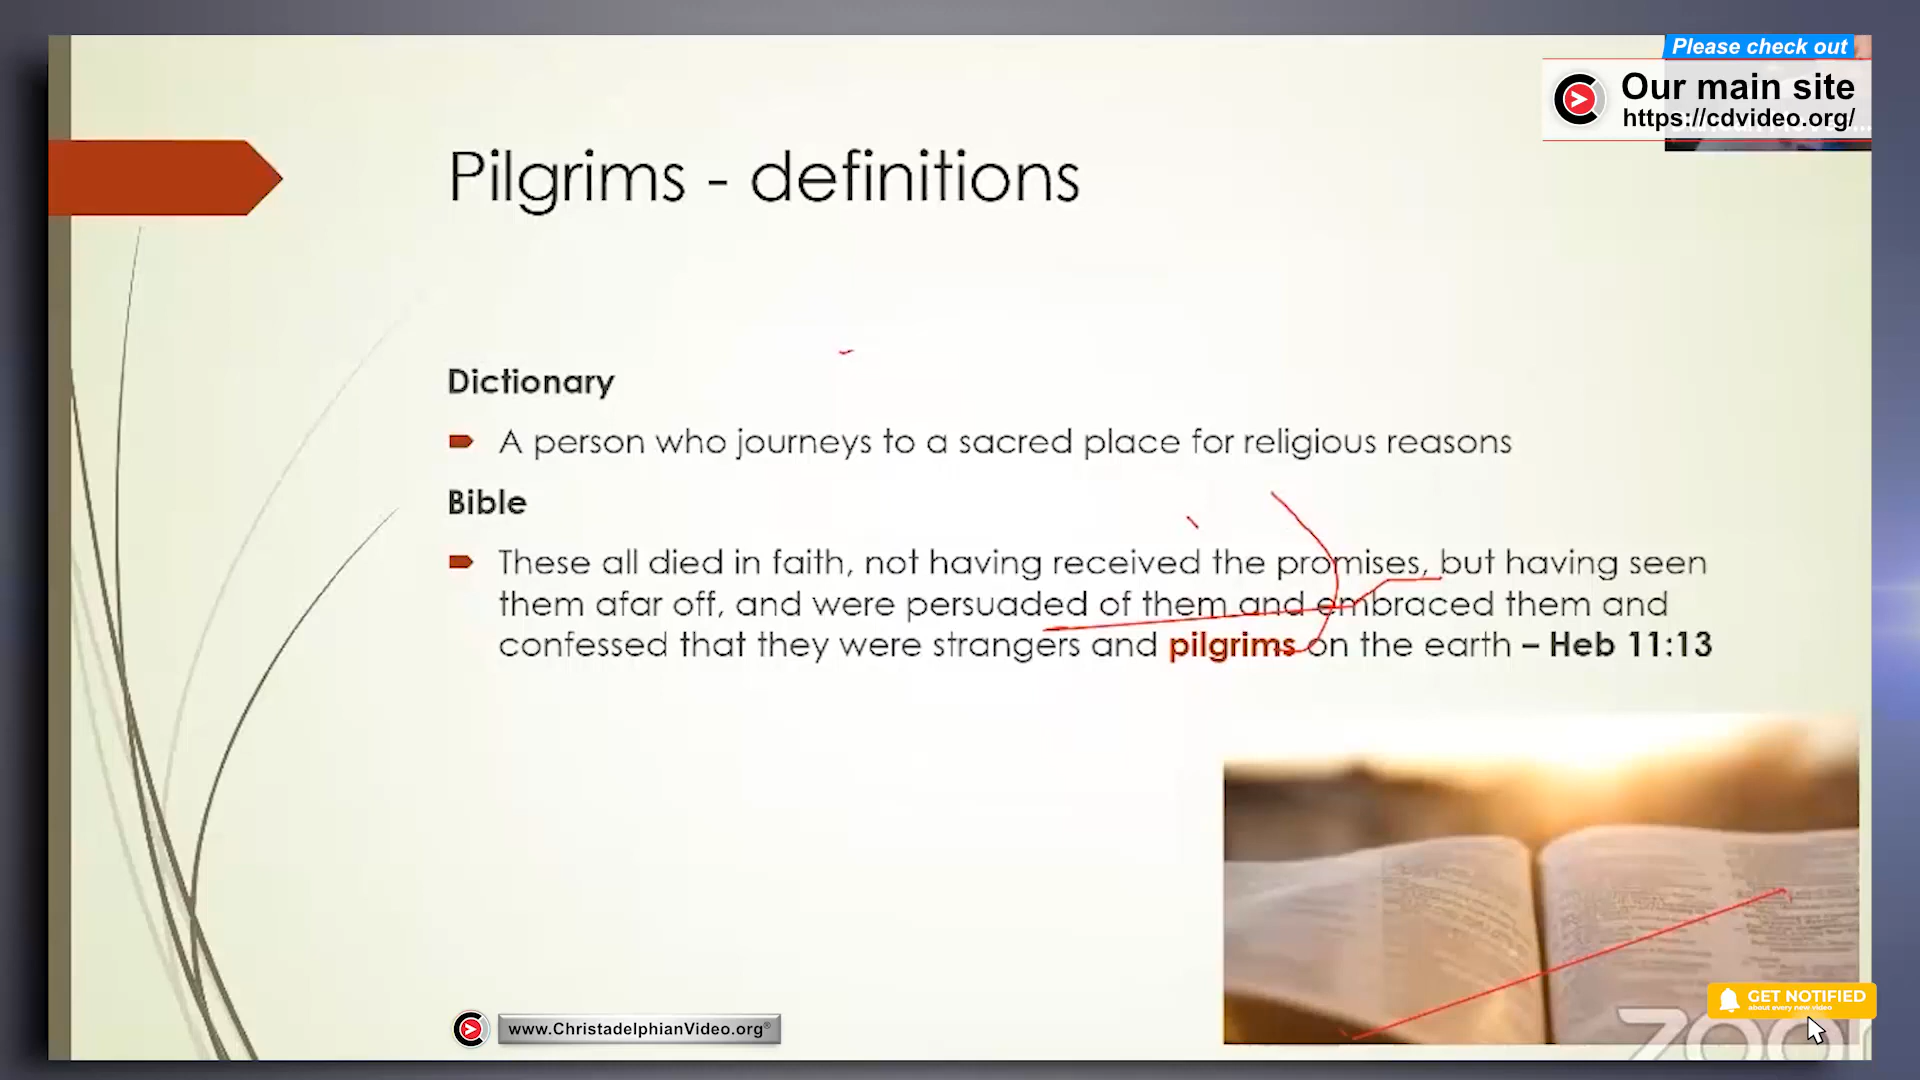 Please check out
Our main site
https://cdvideo.org/
Pilgrims - definitions
Dictionary
A person who journeys to a sacred place for religious reasons
Bible
These all died in faith, not having received the promises, but having seen
them afar off, and were persuaded of them and embraced them and
confessed that they were strangers and pilgrims on the earth – Heb 11:13
www.ChristadelphianVideo.org®
GET NOTIFIED
about every new video